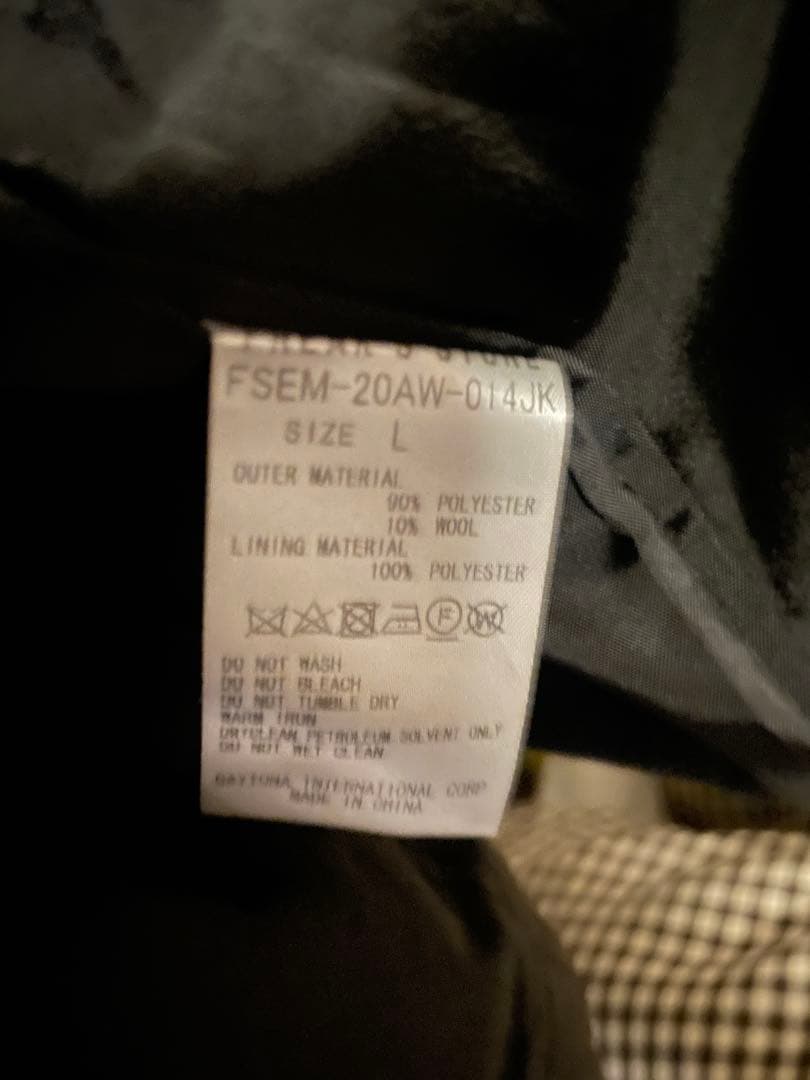 FREAK'S STORE
FSEM-20AW-014JK
SIZE L
OUTER MATERIAL
90% POLYESTER
10% WOOL
LINING MATERIAL
100% POLYESTER
F W
DO NOT WASH
DO NOT BLEACH
DO NOT TUMBLE DRY
WARM IRON
DRYCLEAN PETROLEUM SOLVENT ONLY
DO NOT WET CLEAN
DAYTONA INTERNATIONAL CORP
MADE IN CHINA